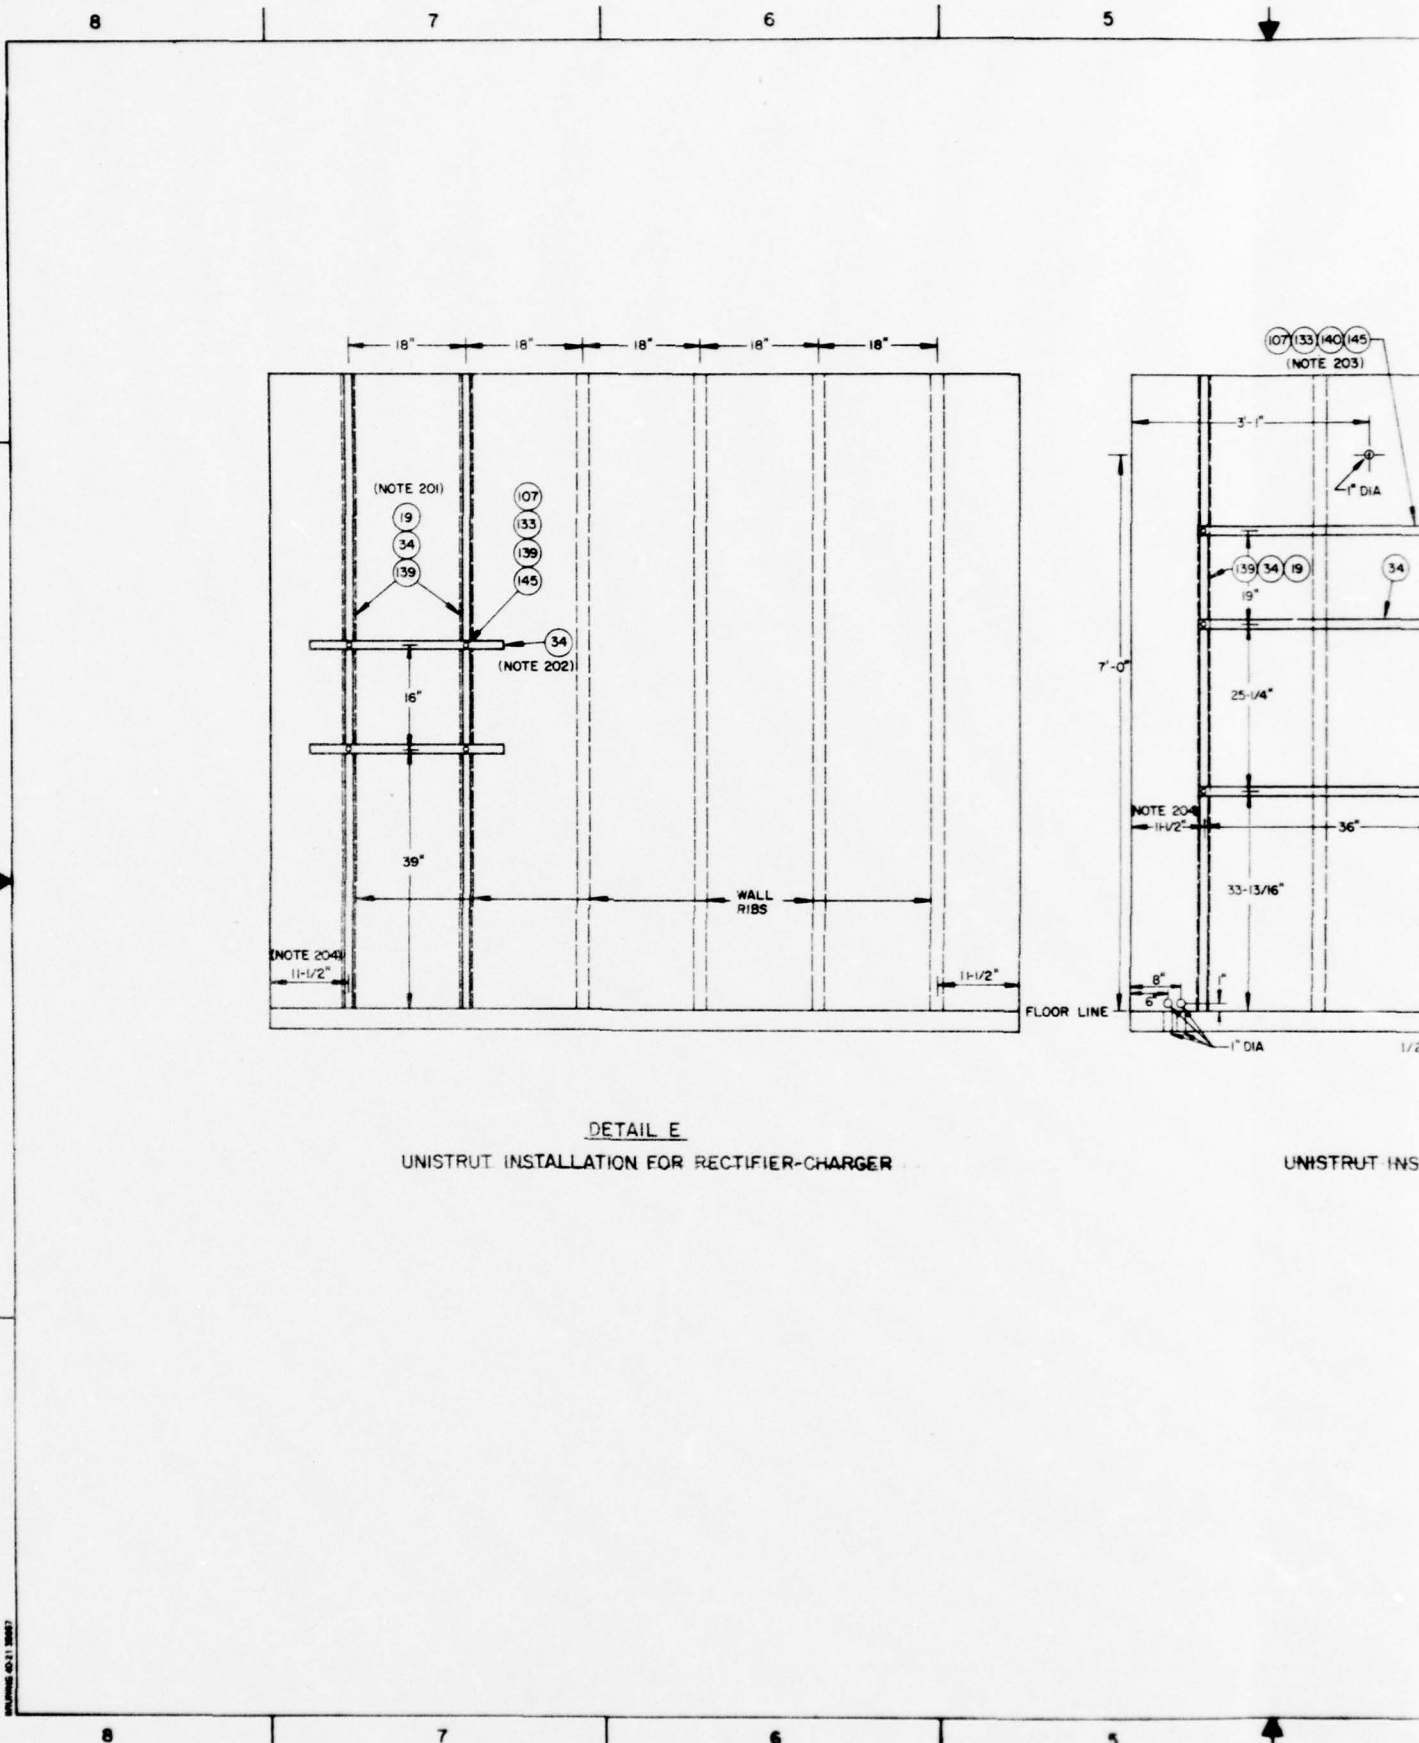 8 7 6 5
18" 18" 18" 18" 18"
(NOTE 201)
19
34
139
107
133
139
145
34
(NOTE 202)
16"
39"
WALL
RIBS
(NOTE 204)
11-1/2"
11-1/2"
FLOOR LINE
DETAIL E
UNISTRUT INSTALLATION FOR RECTIFIER-CHARGER
107 133 140 145
(NOTE 203)
3'-1"
1" DIA
139 34 19
34
19"
7'-0"
25-1/4"
NOTE 204
11-1/2"
36"
33-13/16"
8"
1"
6"
1" DIA
1/2
UNISTRUT INS
8 7 6 5